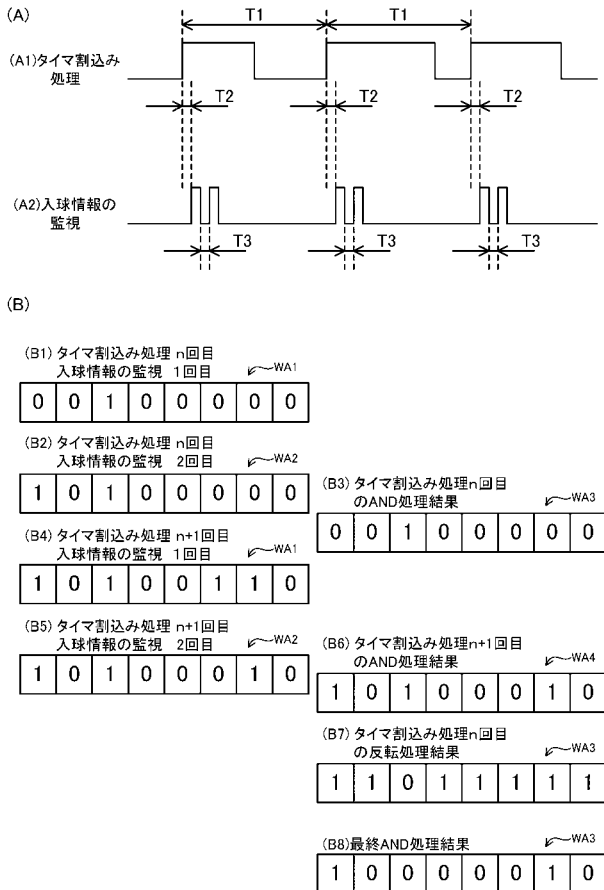 (A)
T1 T1
(A1)タイマ割込み
処理
T2 T2 T2
(A2)入球情報の
監視
T3 T3 T3
(B)
(B1)タイマ割込み処理 n回目
入球情報の監視 1回目 WA1
0 0 1 0 0 0 0 0
(B2)タイマ割込み処理 n回目
入球情報の監視 2回目 WA2
1 0 1 0 0 0 0 0
(B3)タイマ割込み処理n回目
のAND処理結果 WA3
0 0 1 0 0 0 0 0
(B4)タイマ割込み処理 n+1回目
入球情報の監視 1回目 WA1
1 0 1 0 0 1 1 0
(B5)タイマ割込み処理 n+1回目
入球情報の監視 2回目 WA2
1 0 1 0 0 0 1 0
(B6)タイマ割込み処理n+1回目
のAND処理結果 WA4
1 0 1 0 0 0 1 0
(B7)タイマ割込み処理n回目
の反転処理結果 WA3
1 1 0 1 1 1 1 1
(B8)最終AND処理結果 WA3
1 0 0 0 0 0 1 0